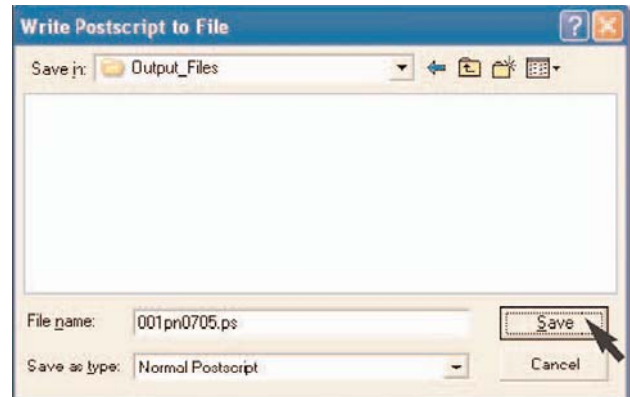 Write Postscript to File
Save in: Output_Files
File name: 001pn0705.ps Save
Save as type: Normal Postscript Cancel